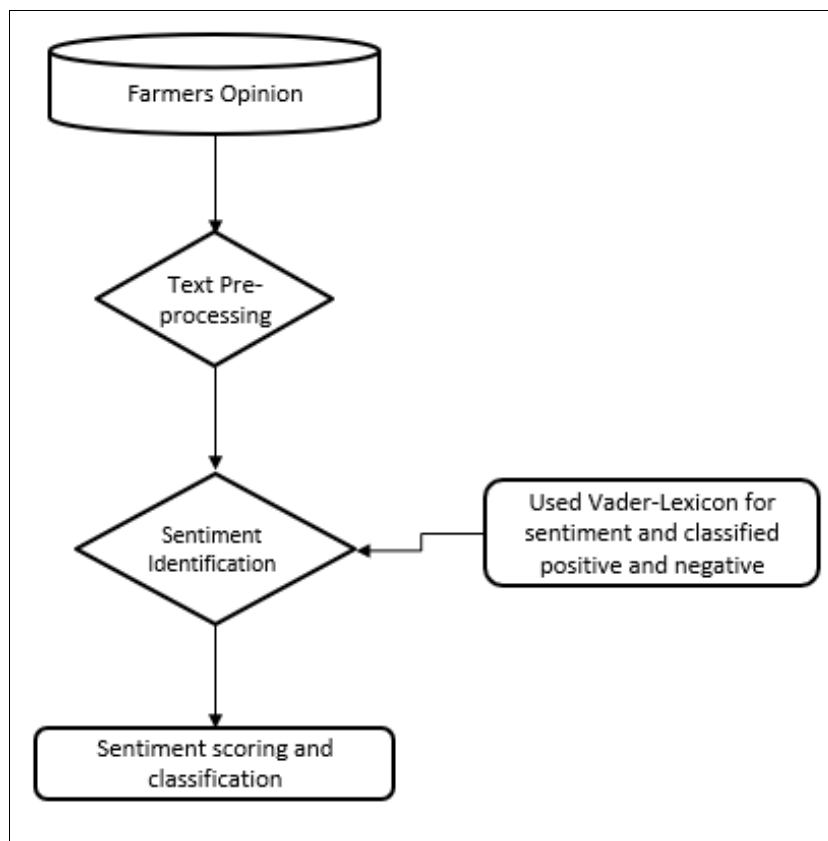 Farmers Opinion
Text Pre-
processing
Sentiment
Identification
Used Vader-Lexicon for
sentiment and classified
positive and negative
Sentiment scoring and
classification